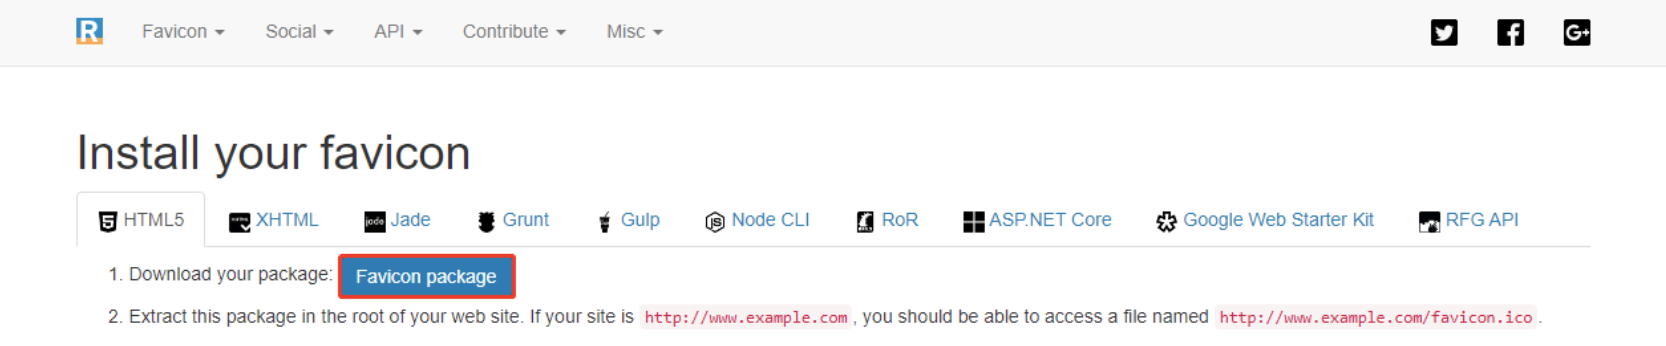 R Favicon Social API Contribute Misc G+
Install your favicon
HTML5 XHTML Jade Grunt Gulp Node CLI RoR ASP.NET Core Google Web Starter Kit RFG API
1. Download your package: Favicon package
2. Extract this package in the root of your web site. If your site is http://www.example.com, you should be able to access a file named http://www.example.com/favicon.ico.